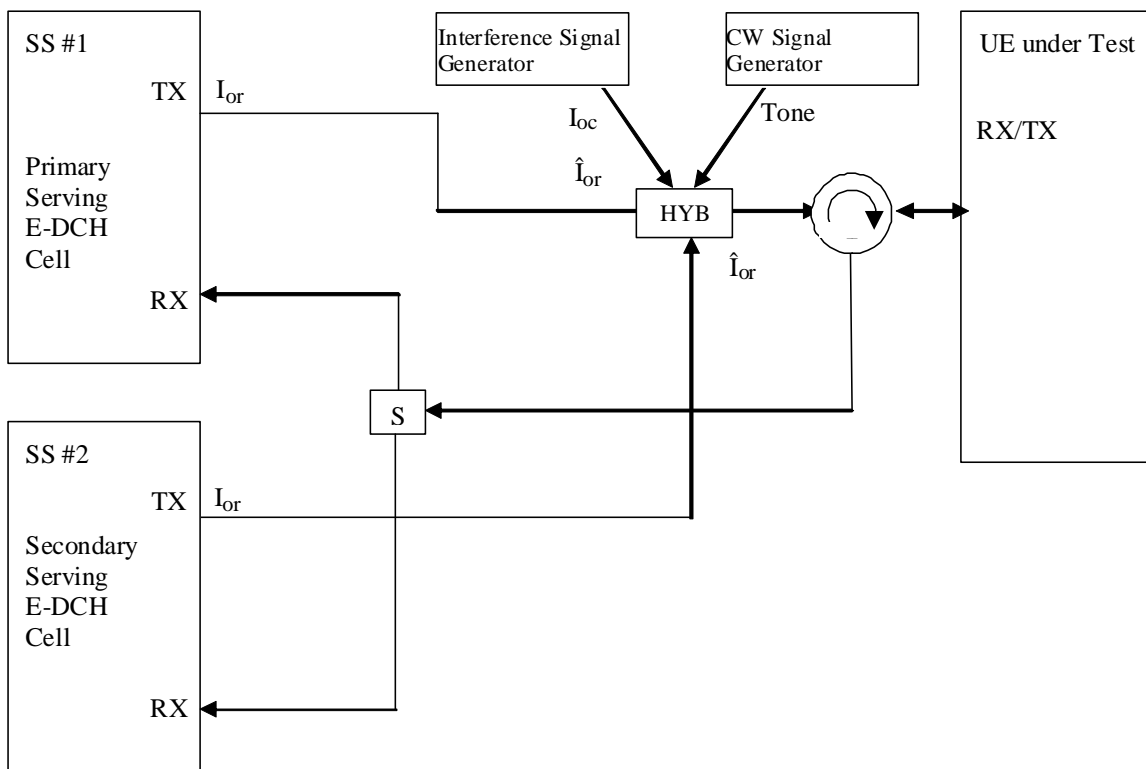 SS #1
TX
Primary
Serving
E-DCH
Cell
RX
I_or
Interference Signal
Generator
CW Signal
Generator
I_oc
Tone
Î_or
HYB
Î_or
UE under Test
RX/TX
S
SS #2
TX
I_or
Secondary
Serving
E-DCH
Cell
RX